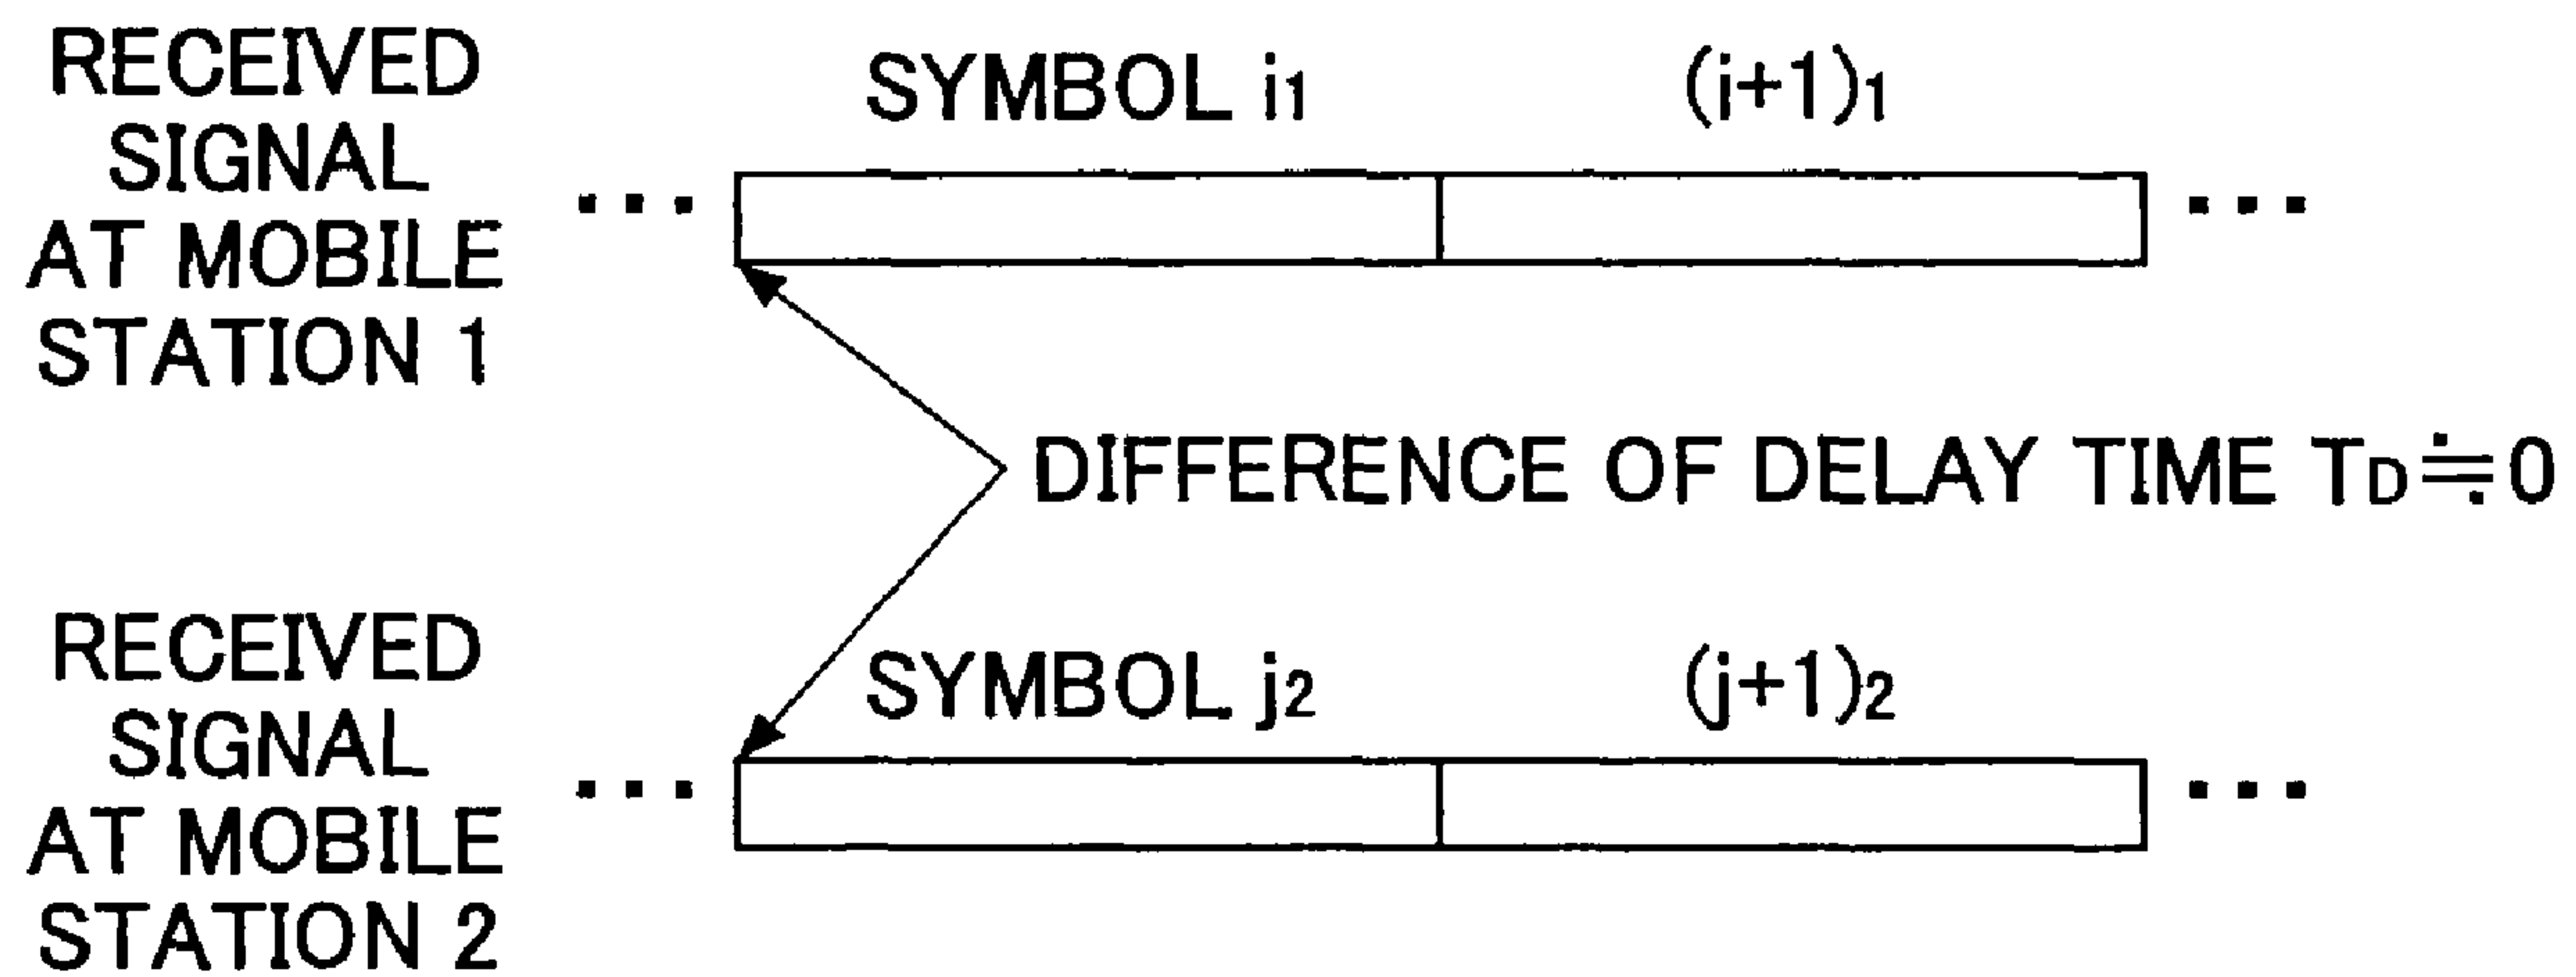 RECEIVED
SIGNAL
AT MOBILE
STATION 1
SYMBOL i1
(i+1)1
DIFFERENCE OF DELAY TIME TD≒0
RECEIVED
SIGNAL
AT MOBILE
STATION 2
SYMBOL j2
(j+1)2